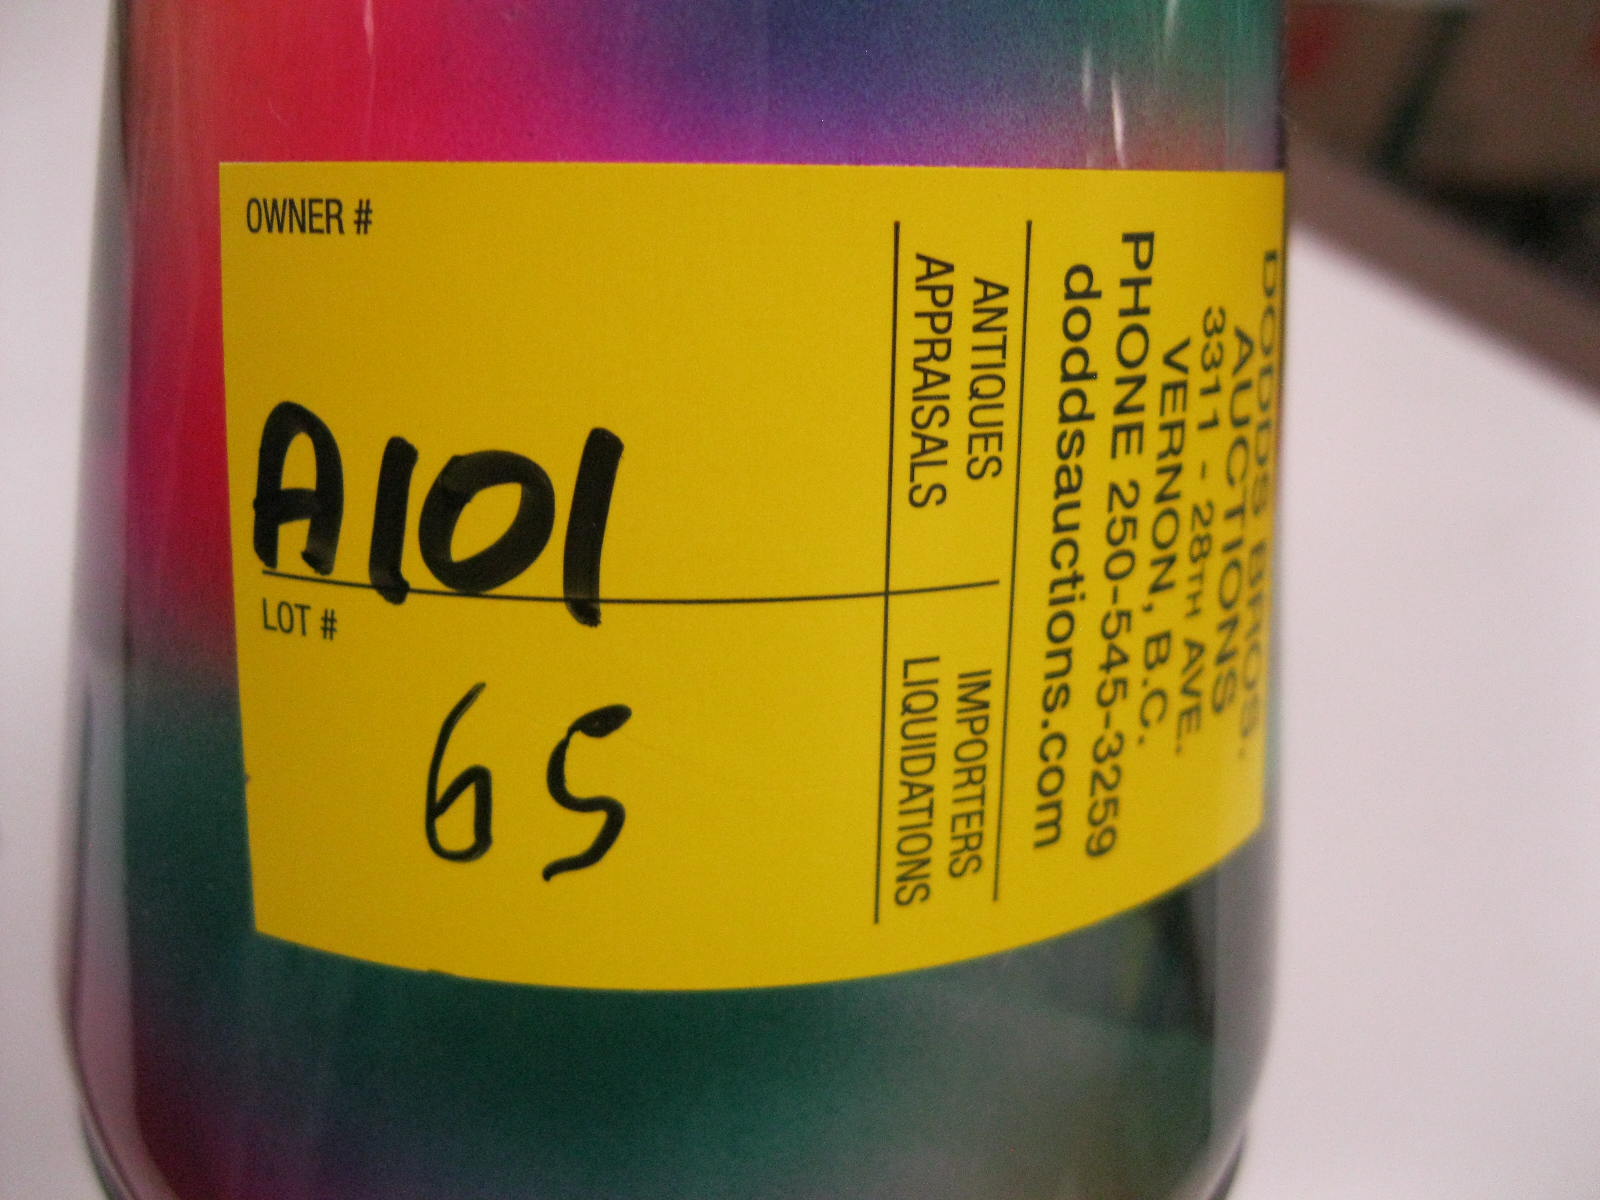 OWNER #
A101
LOT #
65
DODDS BROS.
AUCTIONS
3311 - 28TH AVE.
VERNON, B.C.
PHONE 250-545-3259
doddsauctions.com
ANTIQUES
APPRAISALS
IMPORTERS
LIQUIDATIONS